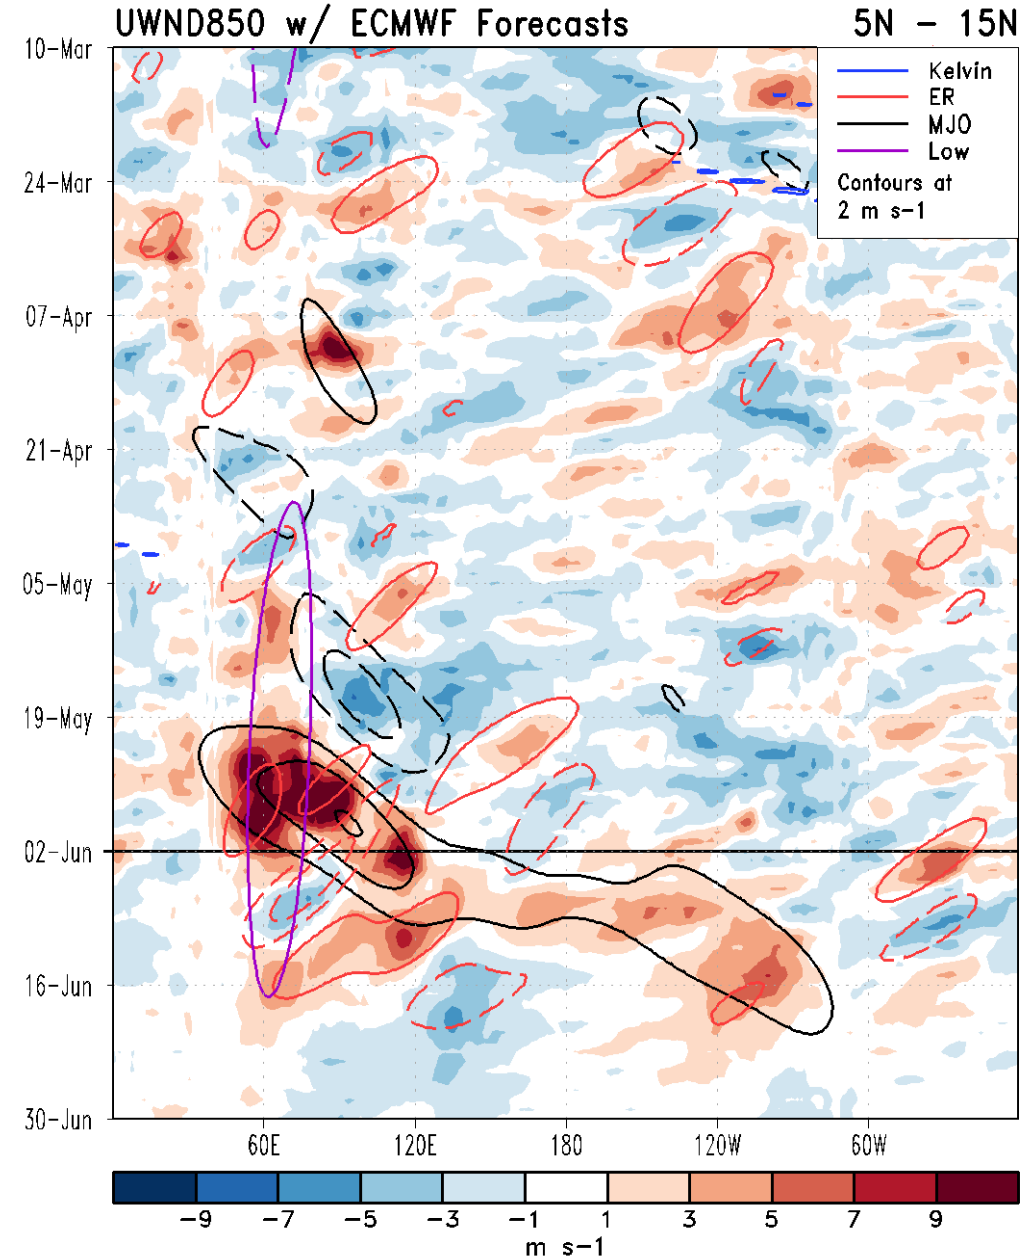 UWND850 w/ ECMWF Forecasts 5N - 15N
10-Mar
24-Mar
07-Apr
21-Apr
05-May
19-May
02-Jun
16-Jun
30-Jun
Kelvin
ER
MJO
Low
Contours at
2 m s-1
60E 120E 180 120W 60W
-9 -7 -5 -3 -1 1 3 5 7 9
m s-1